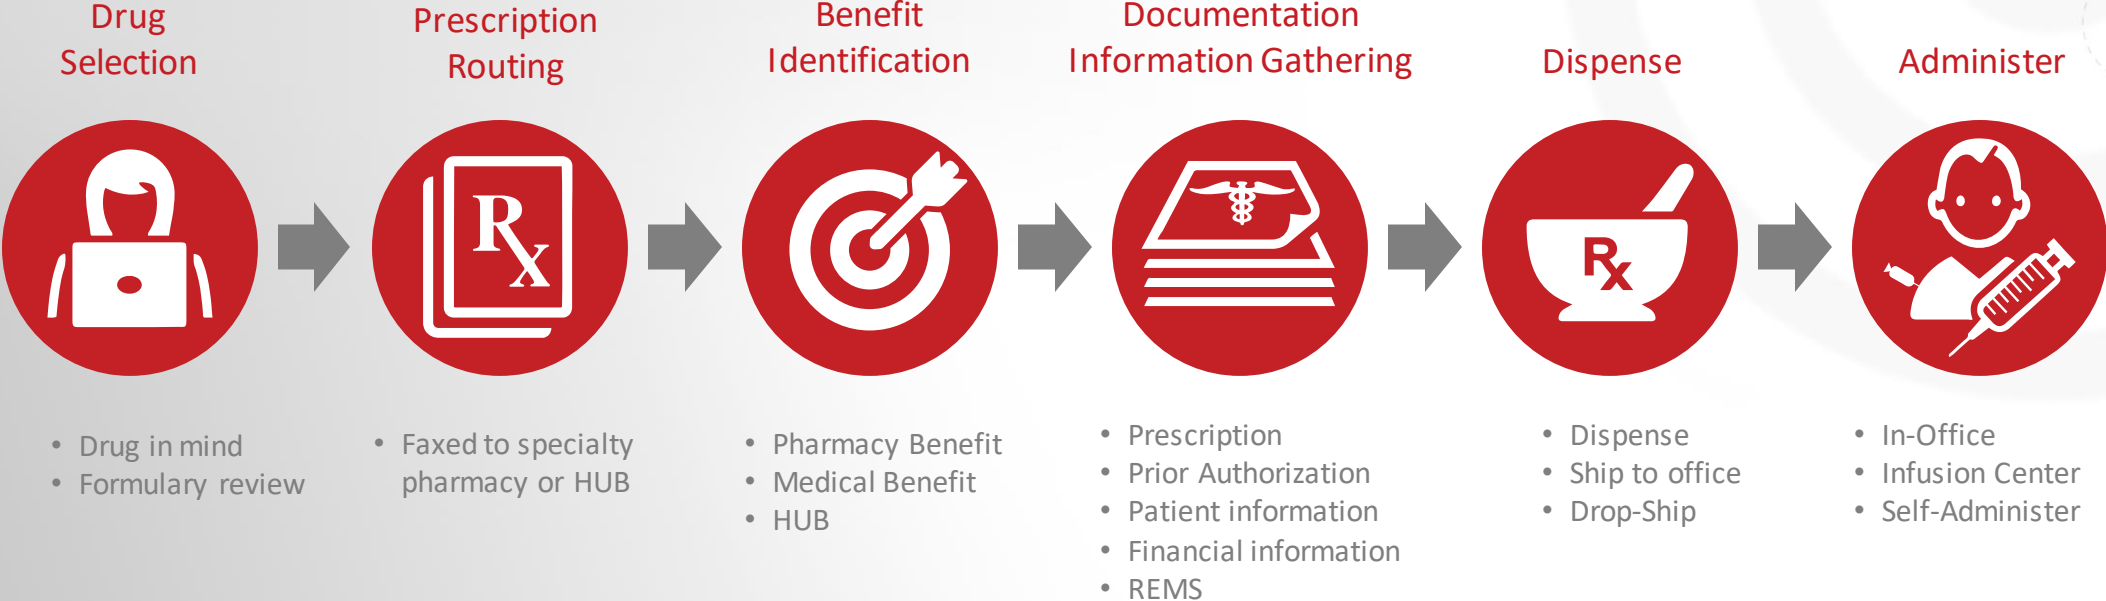 Drug
Selection
Prescription
Routing
Benefit
Identification
Documentation
Information Gathering
Dispense
Administer
Rx
Rx
• Drug in mind
• Formulary review
• Faxed to specialty
pharmacy or HUB
• Pharmacy Benefit
• Medical Benefit
• HUB
• Prescription
• Prior Authorization
• Patient information
• Financial information
• REMS
• Dispense
• Ship to office
• Drop-Ship
• In-Office
• Infusion Center
• Self-Administer